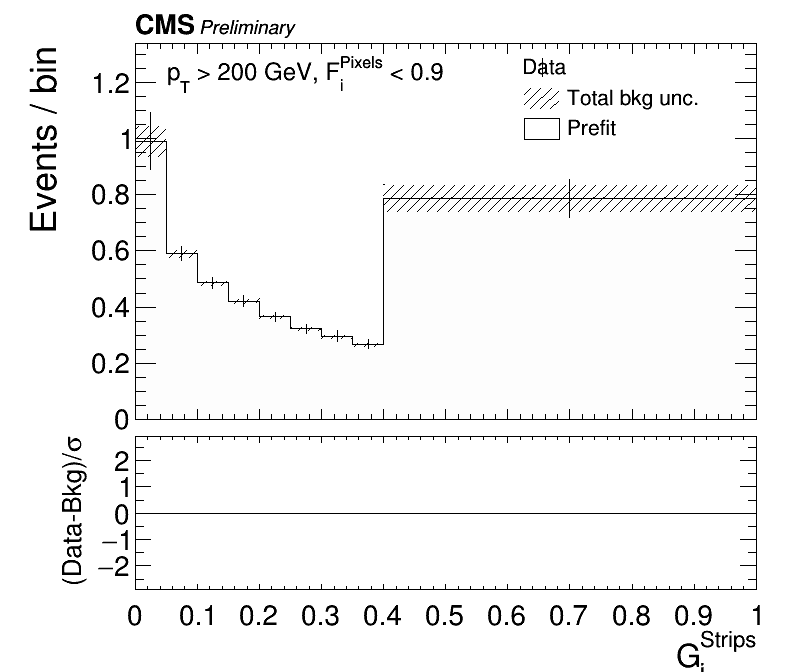 CMS Preliminary
p_T > 200 GeV, F_i^Pixels < 0.9
Data
Total bkg unc.
Prefit
Events / bin
1.2
1
0.8
0.6
0.4
0.2
0
(Data-Bkg)/σ
2
1
0
−1
−2
0 0.1 0.2 0.3 0.4 0.5 0.6 0.7 0.8 0.9 1
G_i^Strips